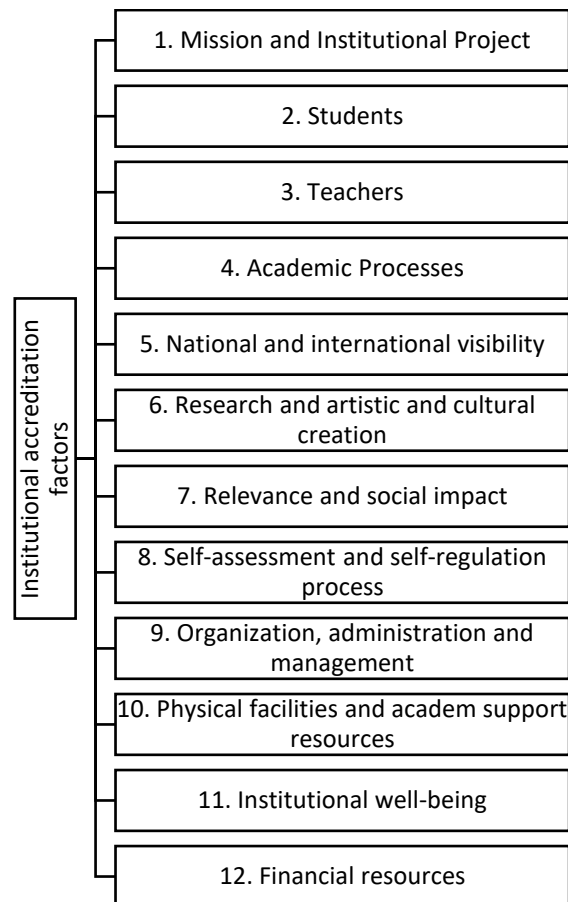 1. Mission and Institutional Project
2. Students
3. Teachers
4. Academic Processes
5. National and international visibility
6. Research and artistic and cultural
creation
7. Relevance and social impact
8. Self-assessment and self-regulation
process
9. Organization, administration and
management
10. Physical facilities and academ support
resources
11. Institutional well-being
12. Financial resources
Institutional accreditation
factors